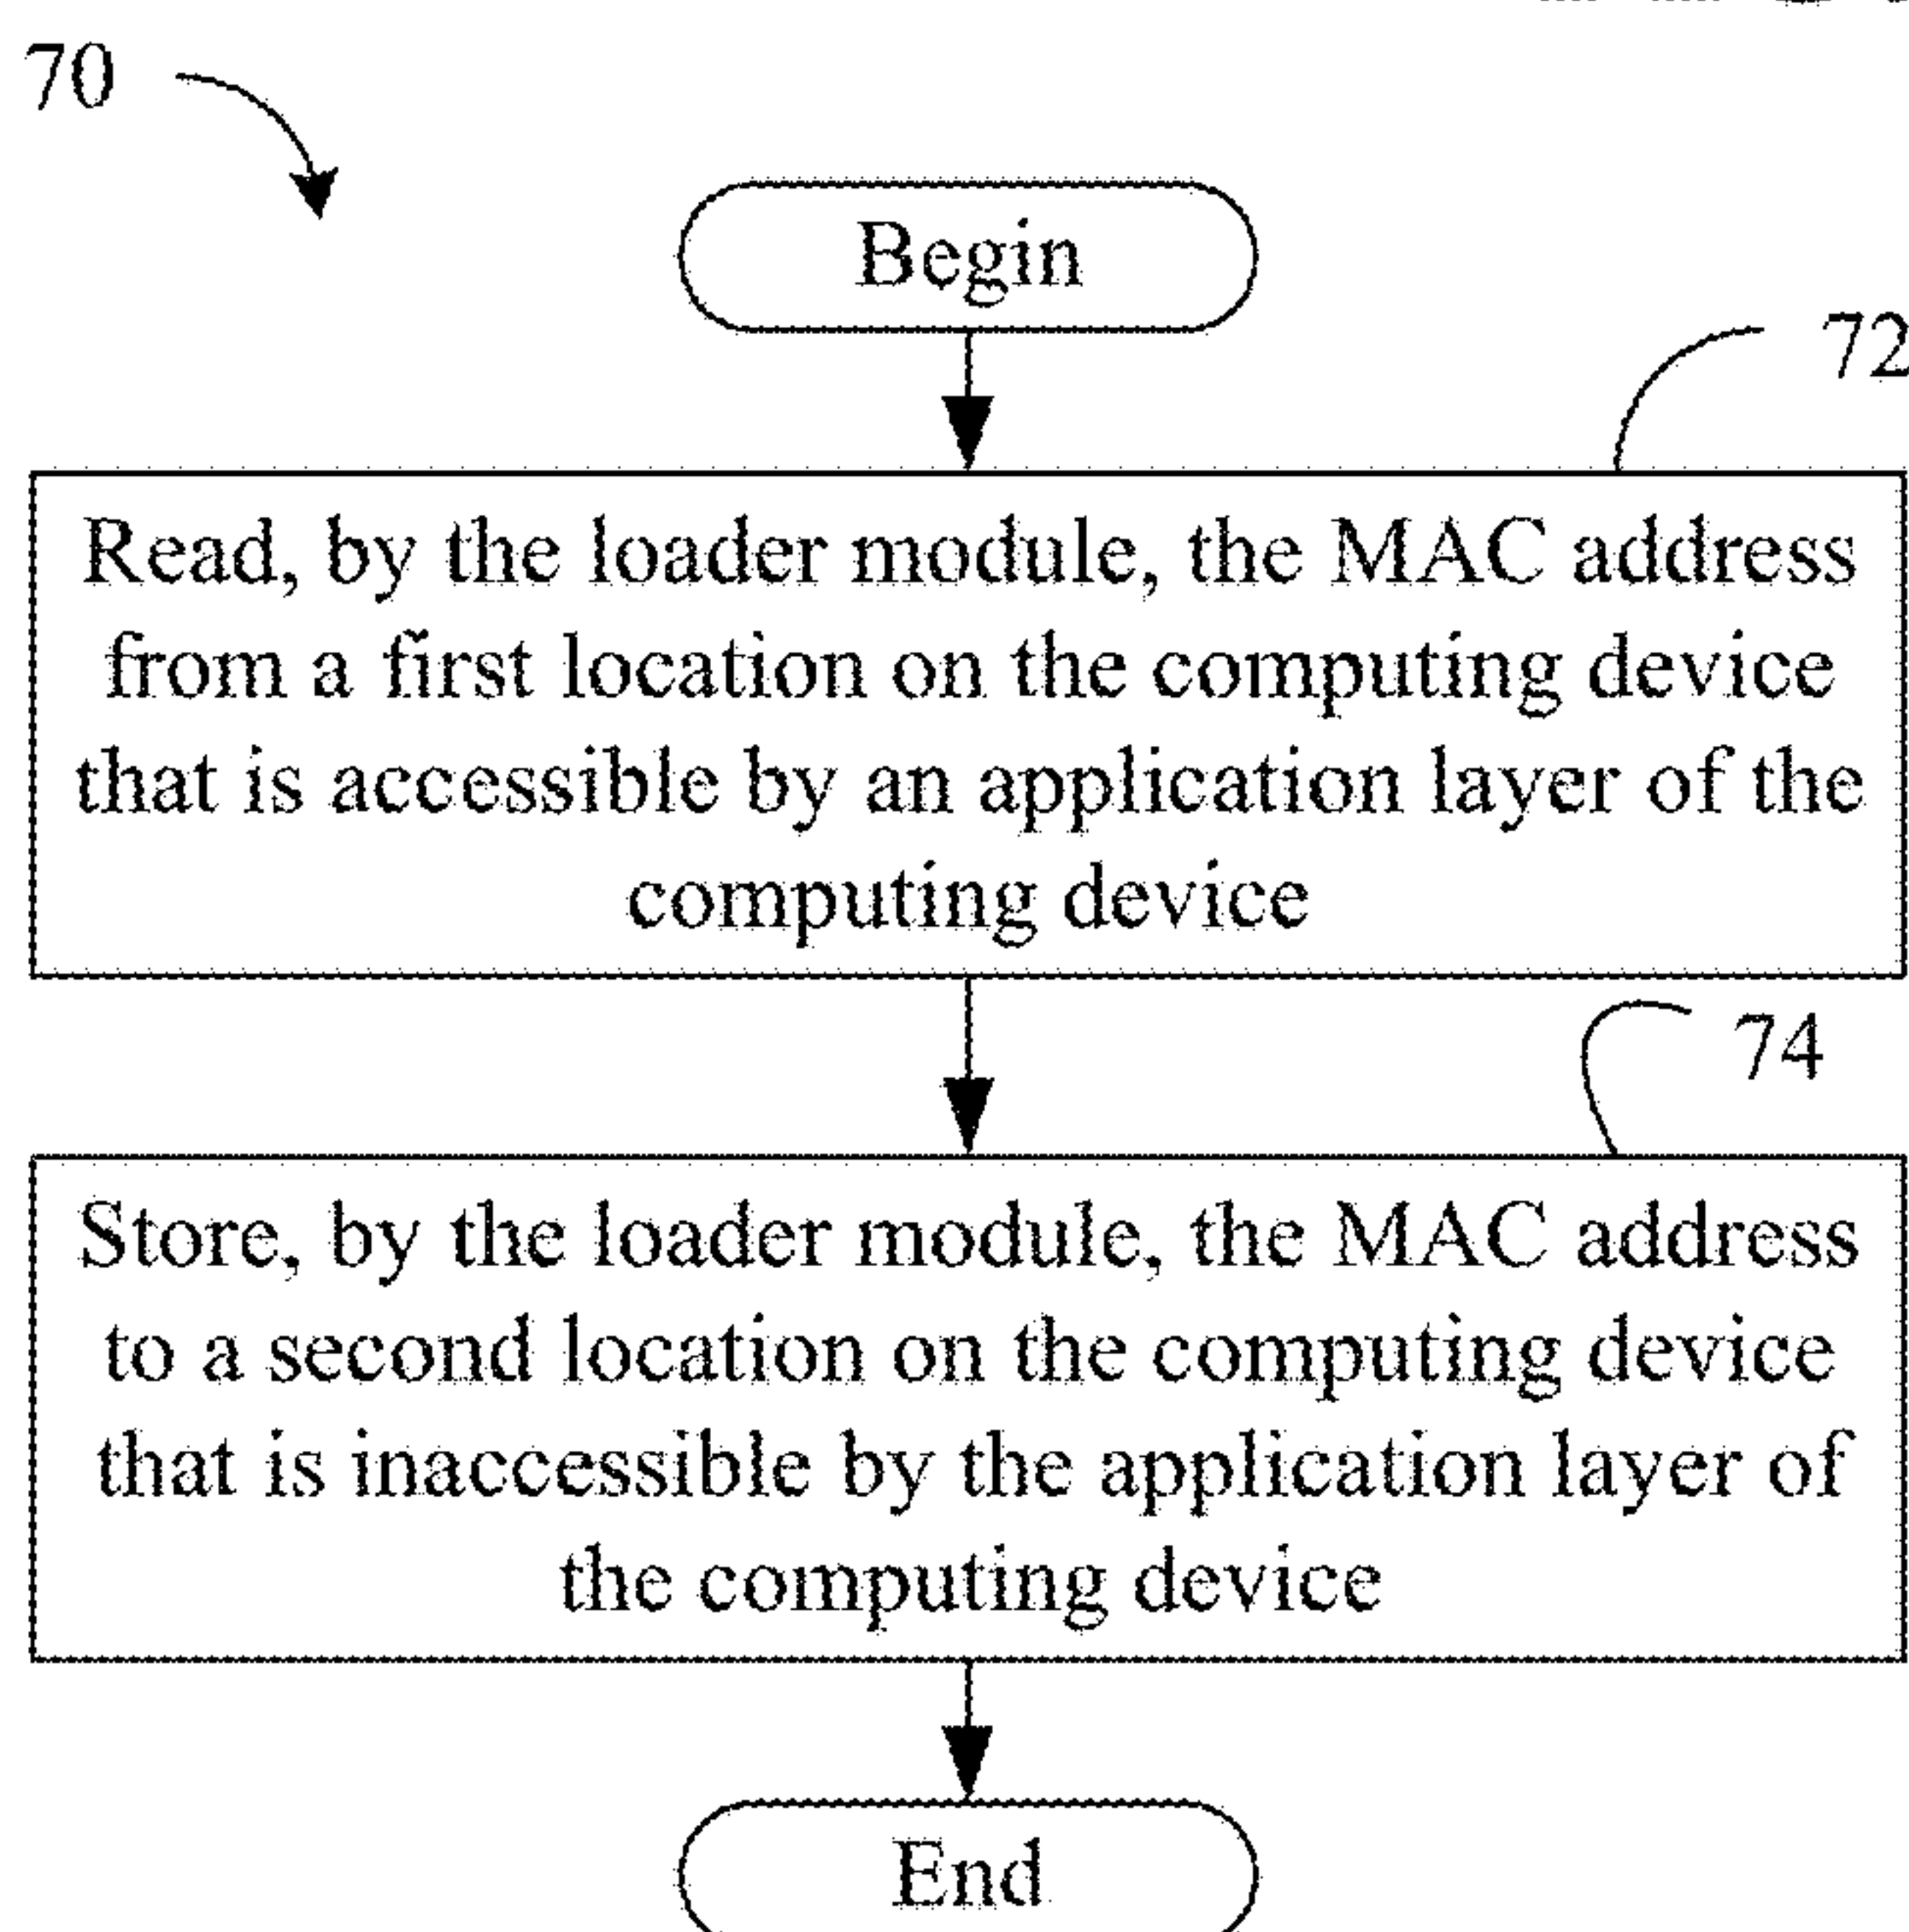 70
Begin
72
Read, by the loader module, the MAC address
from a first location on the computing device
that is accessible by an application layer of the
computing device
74
Store, by the loader module, the MAC address
to a second location on the computing device
that is inaccessible by the application layer of
the computing device
End